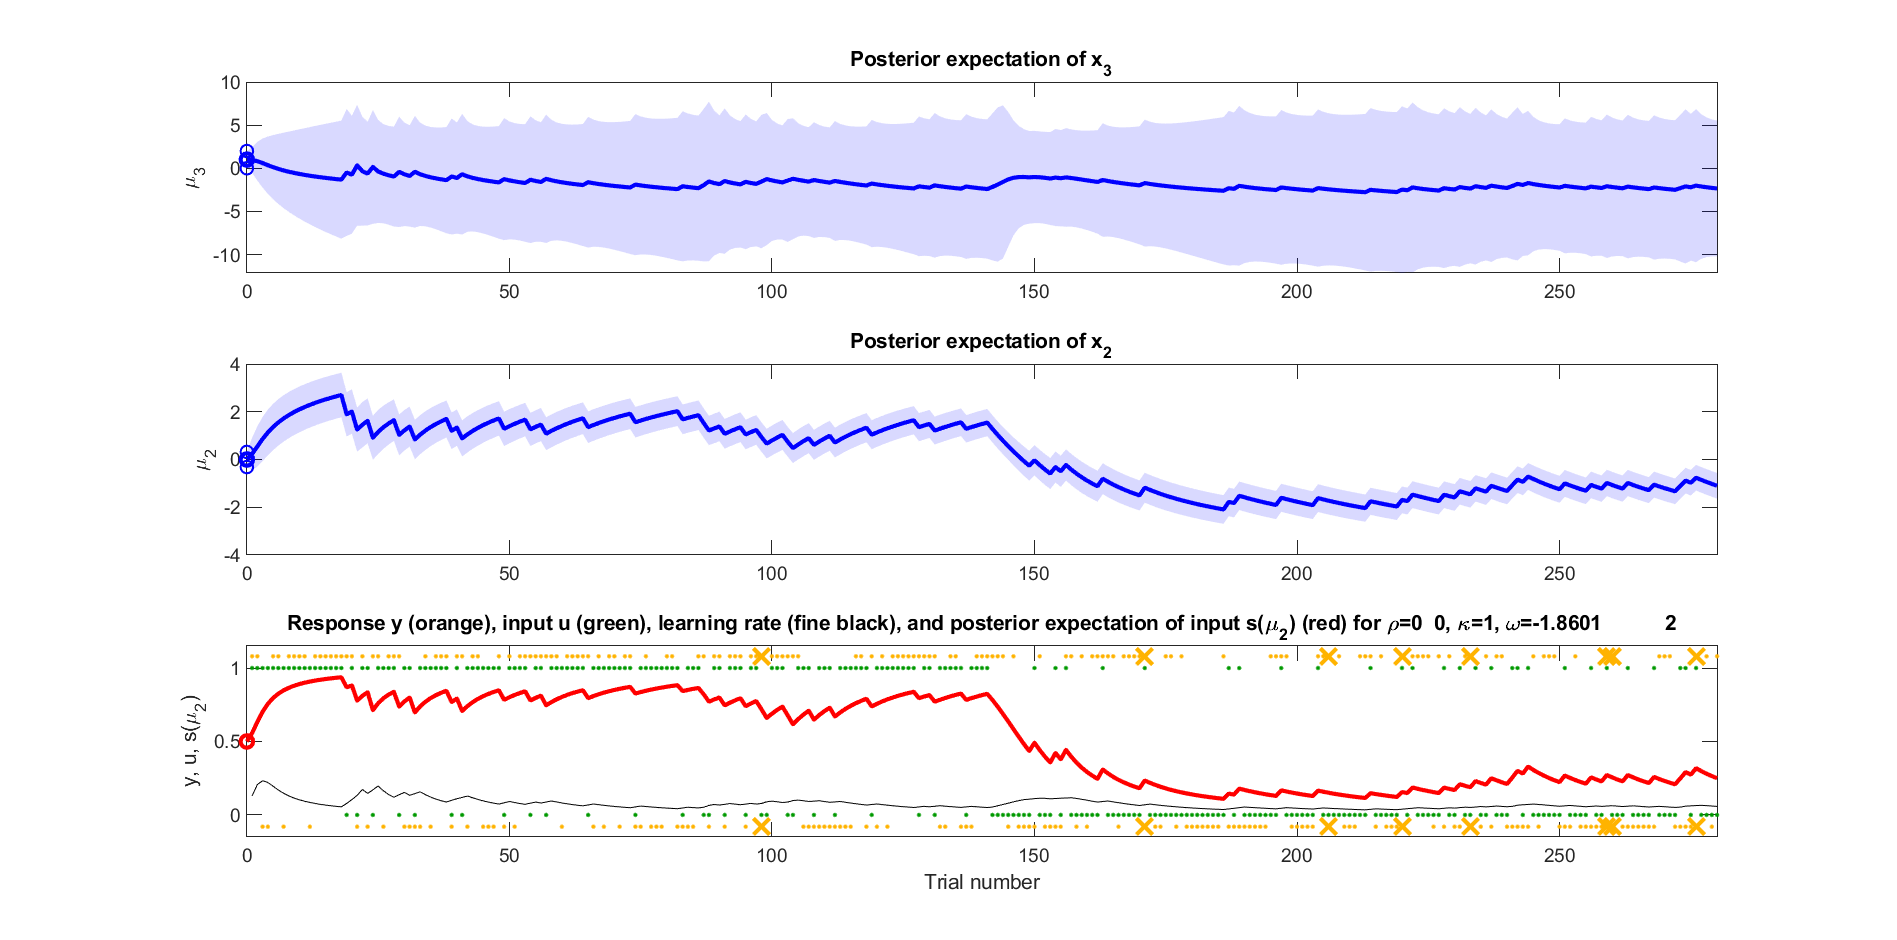 Posterior expectation of x₃
10
5
0
-5
-10
μ₃
0 50 100 150 200 250
Posterior expectation of x₂
4
2
0
-2
-4
μ₂
0 50 100 150 200 250
Response y (orange), input u (green), learning rate (fine black), and posterior expectation of input s(μ₂) (red) for ρ=0 0, κ=1, ω=-1.8601 2
1
0.5
0
y, u, s(μ₂)
0 50 100 150 200 250
Trial number